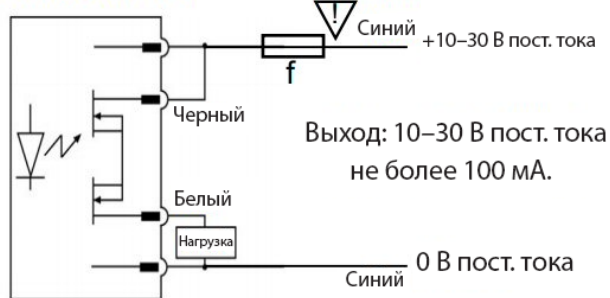 !
Синий
+10–30 В пост. тока
f
Черный
Выход: 10–30 В пост. тока
не более 100 мА.
Белый
Нагрузка
Синий
0 В пост. тока